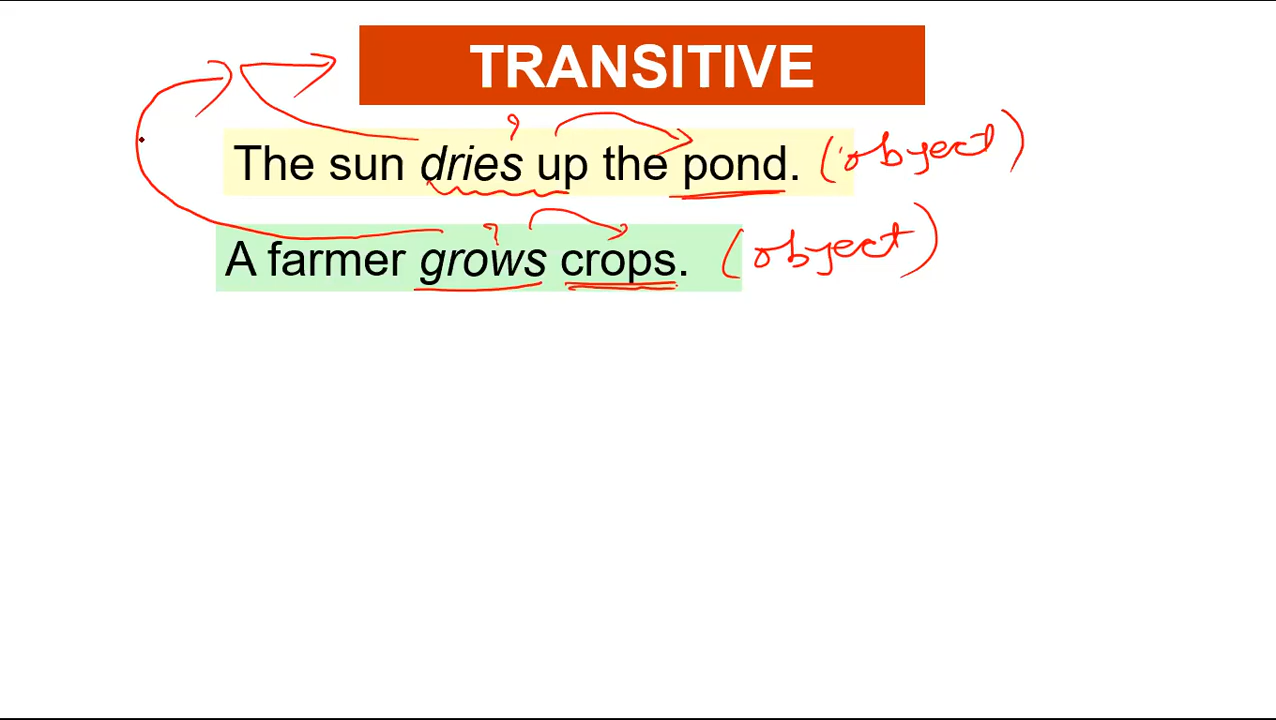 TRANSITIVE
The sun dries up the pond. (object)
A farmer grows crops. (object)